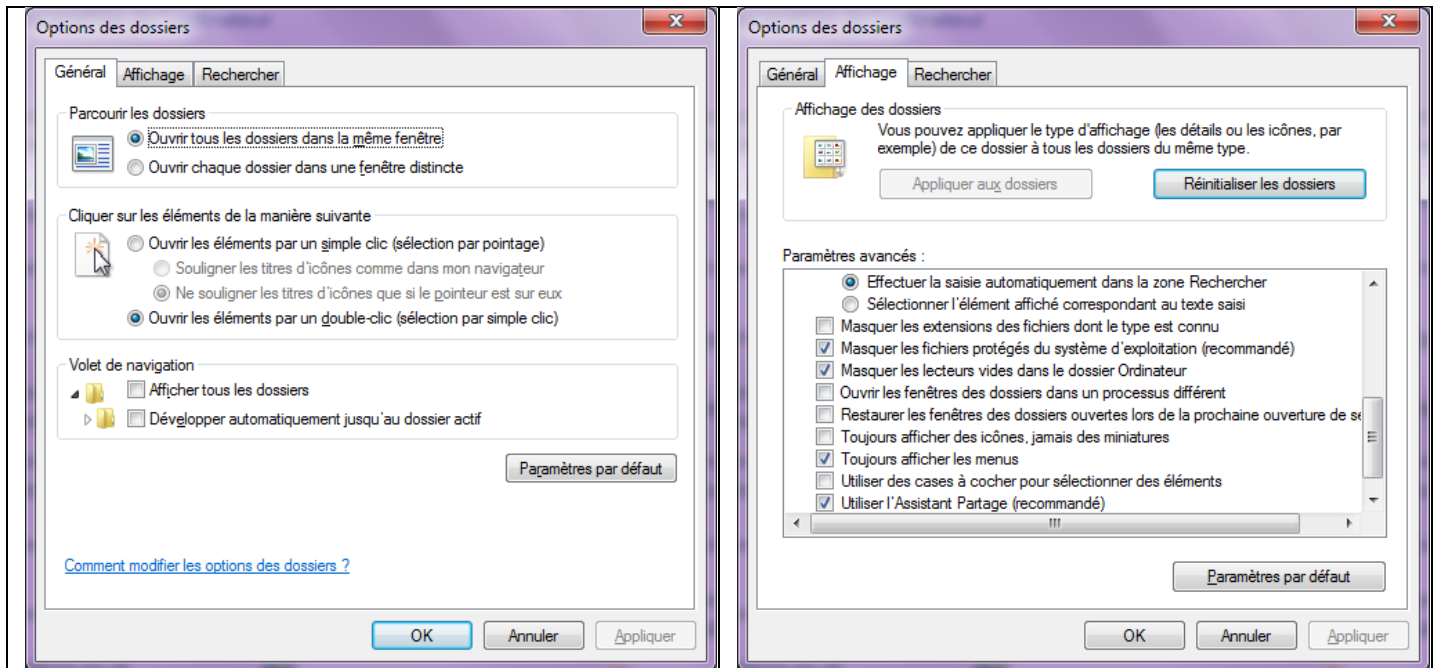 Options des dossiers
Général Affichage Rechercher
Parcourir les dossiers
Ouvrir tous les dossiers dans la même fenêtre
Ouvrir chaque dossier dans une fenêtre distincte
Cliquer sur les éléments de la manière suivante
Ouvrir les éléments par un simple clic (sélection par pointage)
Souligner les titres d'icônes comme dans mon navigateur
Ne souligner les titres d'icônes que si le pointeur est sur eux
Ouvrir les éléments par un double-clic (sélection par simple clic)
Volet de navigation
Afficher tous les dossiers
Développer automatiquement jusqu'au dossier actif
Paramètres par défaut
Comment modifier les options des dossiers ?
OK Annuler Appliquer
Options des dossiers
Général Affichage Rechercher
Affichage des dossiers
Vous pouvez appliquer le type d'affichage (les détails ou les icônes, par
exemple) de ce dossier à tous les dossiers du même type.
Appliquer aux dossiers Réinitialiser les dossiers
Paramètres avancés :
Effectuer la saisie automatiquement dans la zone Rechercher
Sélectionner l'élément affiché correspondant au texte saisi
Masquer les extensions des fichiers dont le type est connu
Masquer les fichiers protégés du système d'exploitation (recommandé)
Masquer les lecteurs vides dans le dossier Ordinateur
Ouvrir les fenêtres des dossiers dans un processus différent
Restaurer les fenêtres des dossiers ouvertes lors de la prochaine ouverture de se
Toujours afficher des icônes, jamais des miniatures
Toujours afficher les menus
Utiliser des cases à cocher pour sélectionner des éléments
Utiliser l'Assistant Partage (recommandé)
Paramètres par défaut
OK Annuler Appliquer